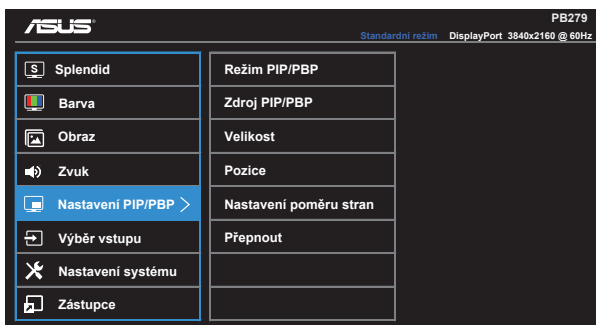 ASUS
PB279
Standardní režim DisplayPort 3840x2160 @ 60Hz
S Splendid
Režim PIP/PBP
Barva
Zdroj PIP/PBP
Obraz
Velikost
Zvuk
Pozice
Nastavení PIP/PBP >
Nastavení poměru stran
Výběr vstupu
Přepnout
Nastavení systému
Zástupce